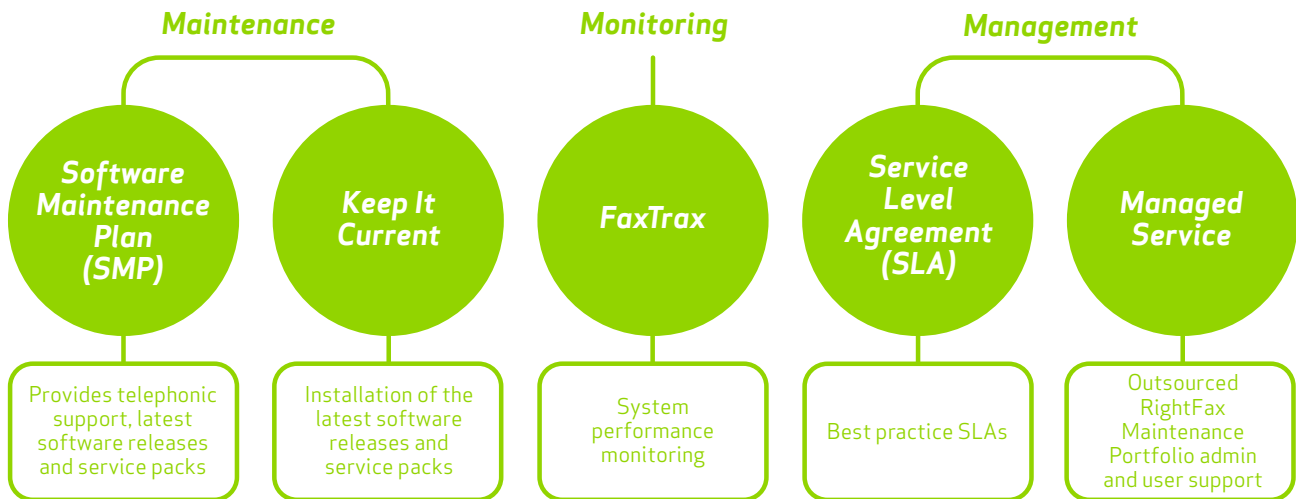 Maintenance
Monitoring
Management
Software
Maintenance
Plan
(SMP)
Keep It
Current
FaxTrax
Service
Level
Agreement
(SLA)
Managed
Service
Provides telephonic
support, latest
software releases
and service packs
Installation of the
latest software
releases and
service packs
System
performance
monitoring
Best practice SLAs
Outsourced
RightFax
Maintenance
Portfolio admin
and user support